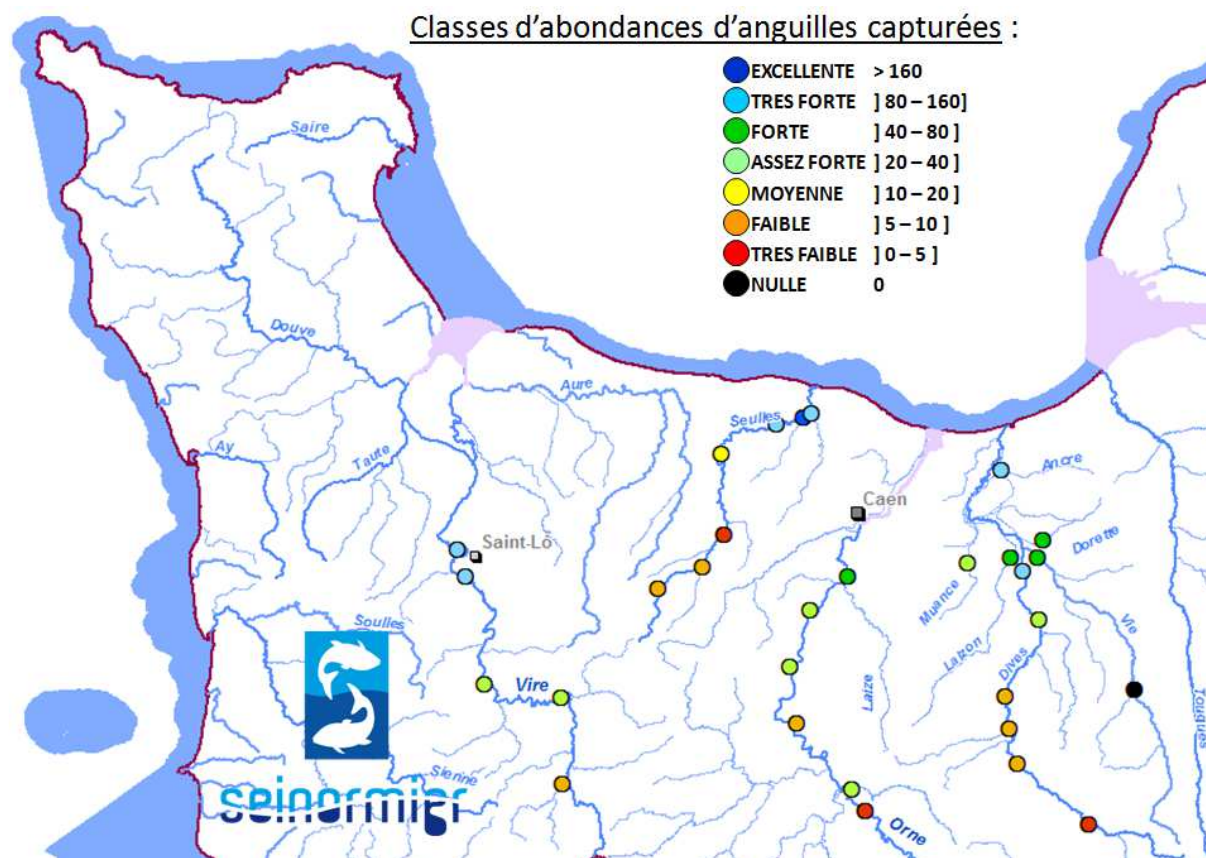 Classes d'abondances d'anguilles capturées :
EXCELLENTE > 160
TRES FORTE ] 80 – 160]
FORTE ] 40 – 80 ]
ASSEZ FORTE ] 20 – 40 ]
MOYENNE ] 10 – 20 ]
FAIBLE ] 5 – 10 ]
TRES FAIBLE ] 0 – 5 ]
NULLE 0
Saire
Douve
Aure
Seulles
Ay
Taute
Ancre
Caen
Saint-Lô
Dorette
Muance
Soulles
Laizon
Vie
Vire
Dives
Laize
Touques
Sienne
seinormigr
Orne